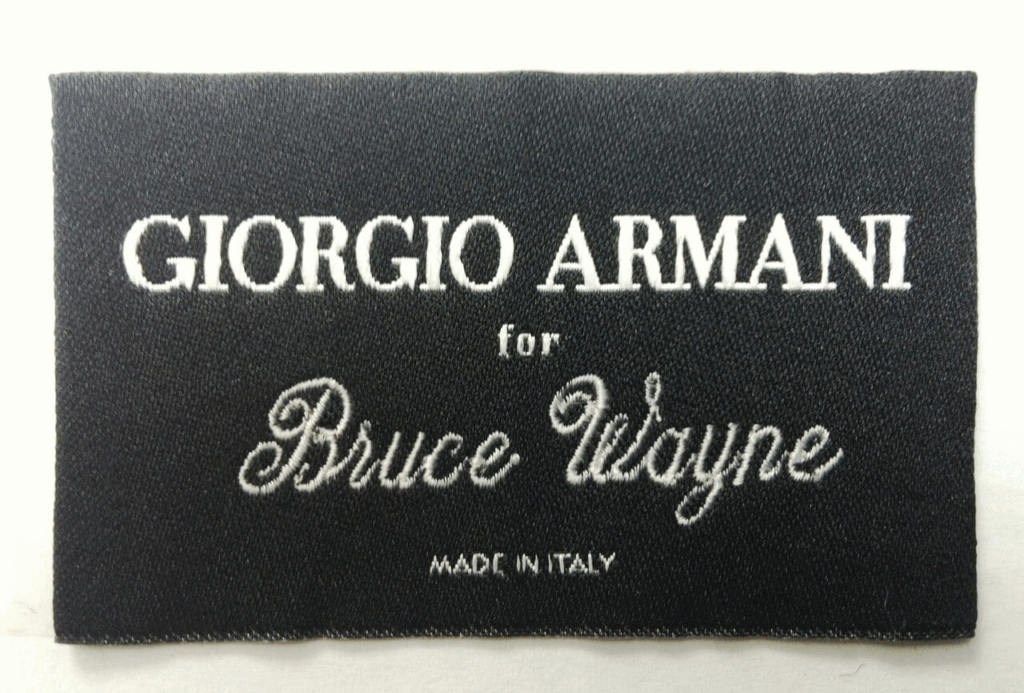 GIORGIO ARMANI
for
Bruce Wayne
MADE IN ITALY